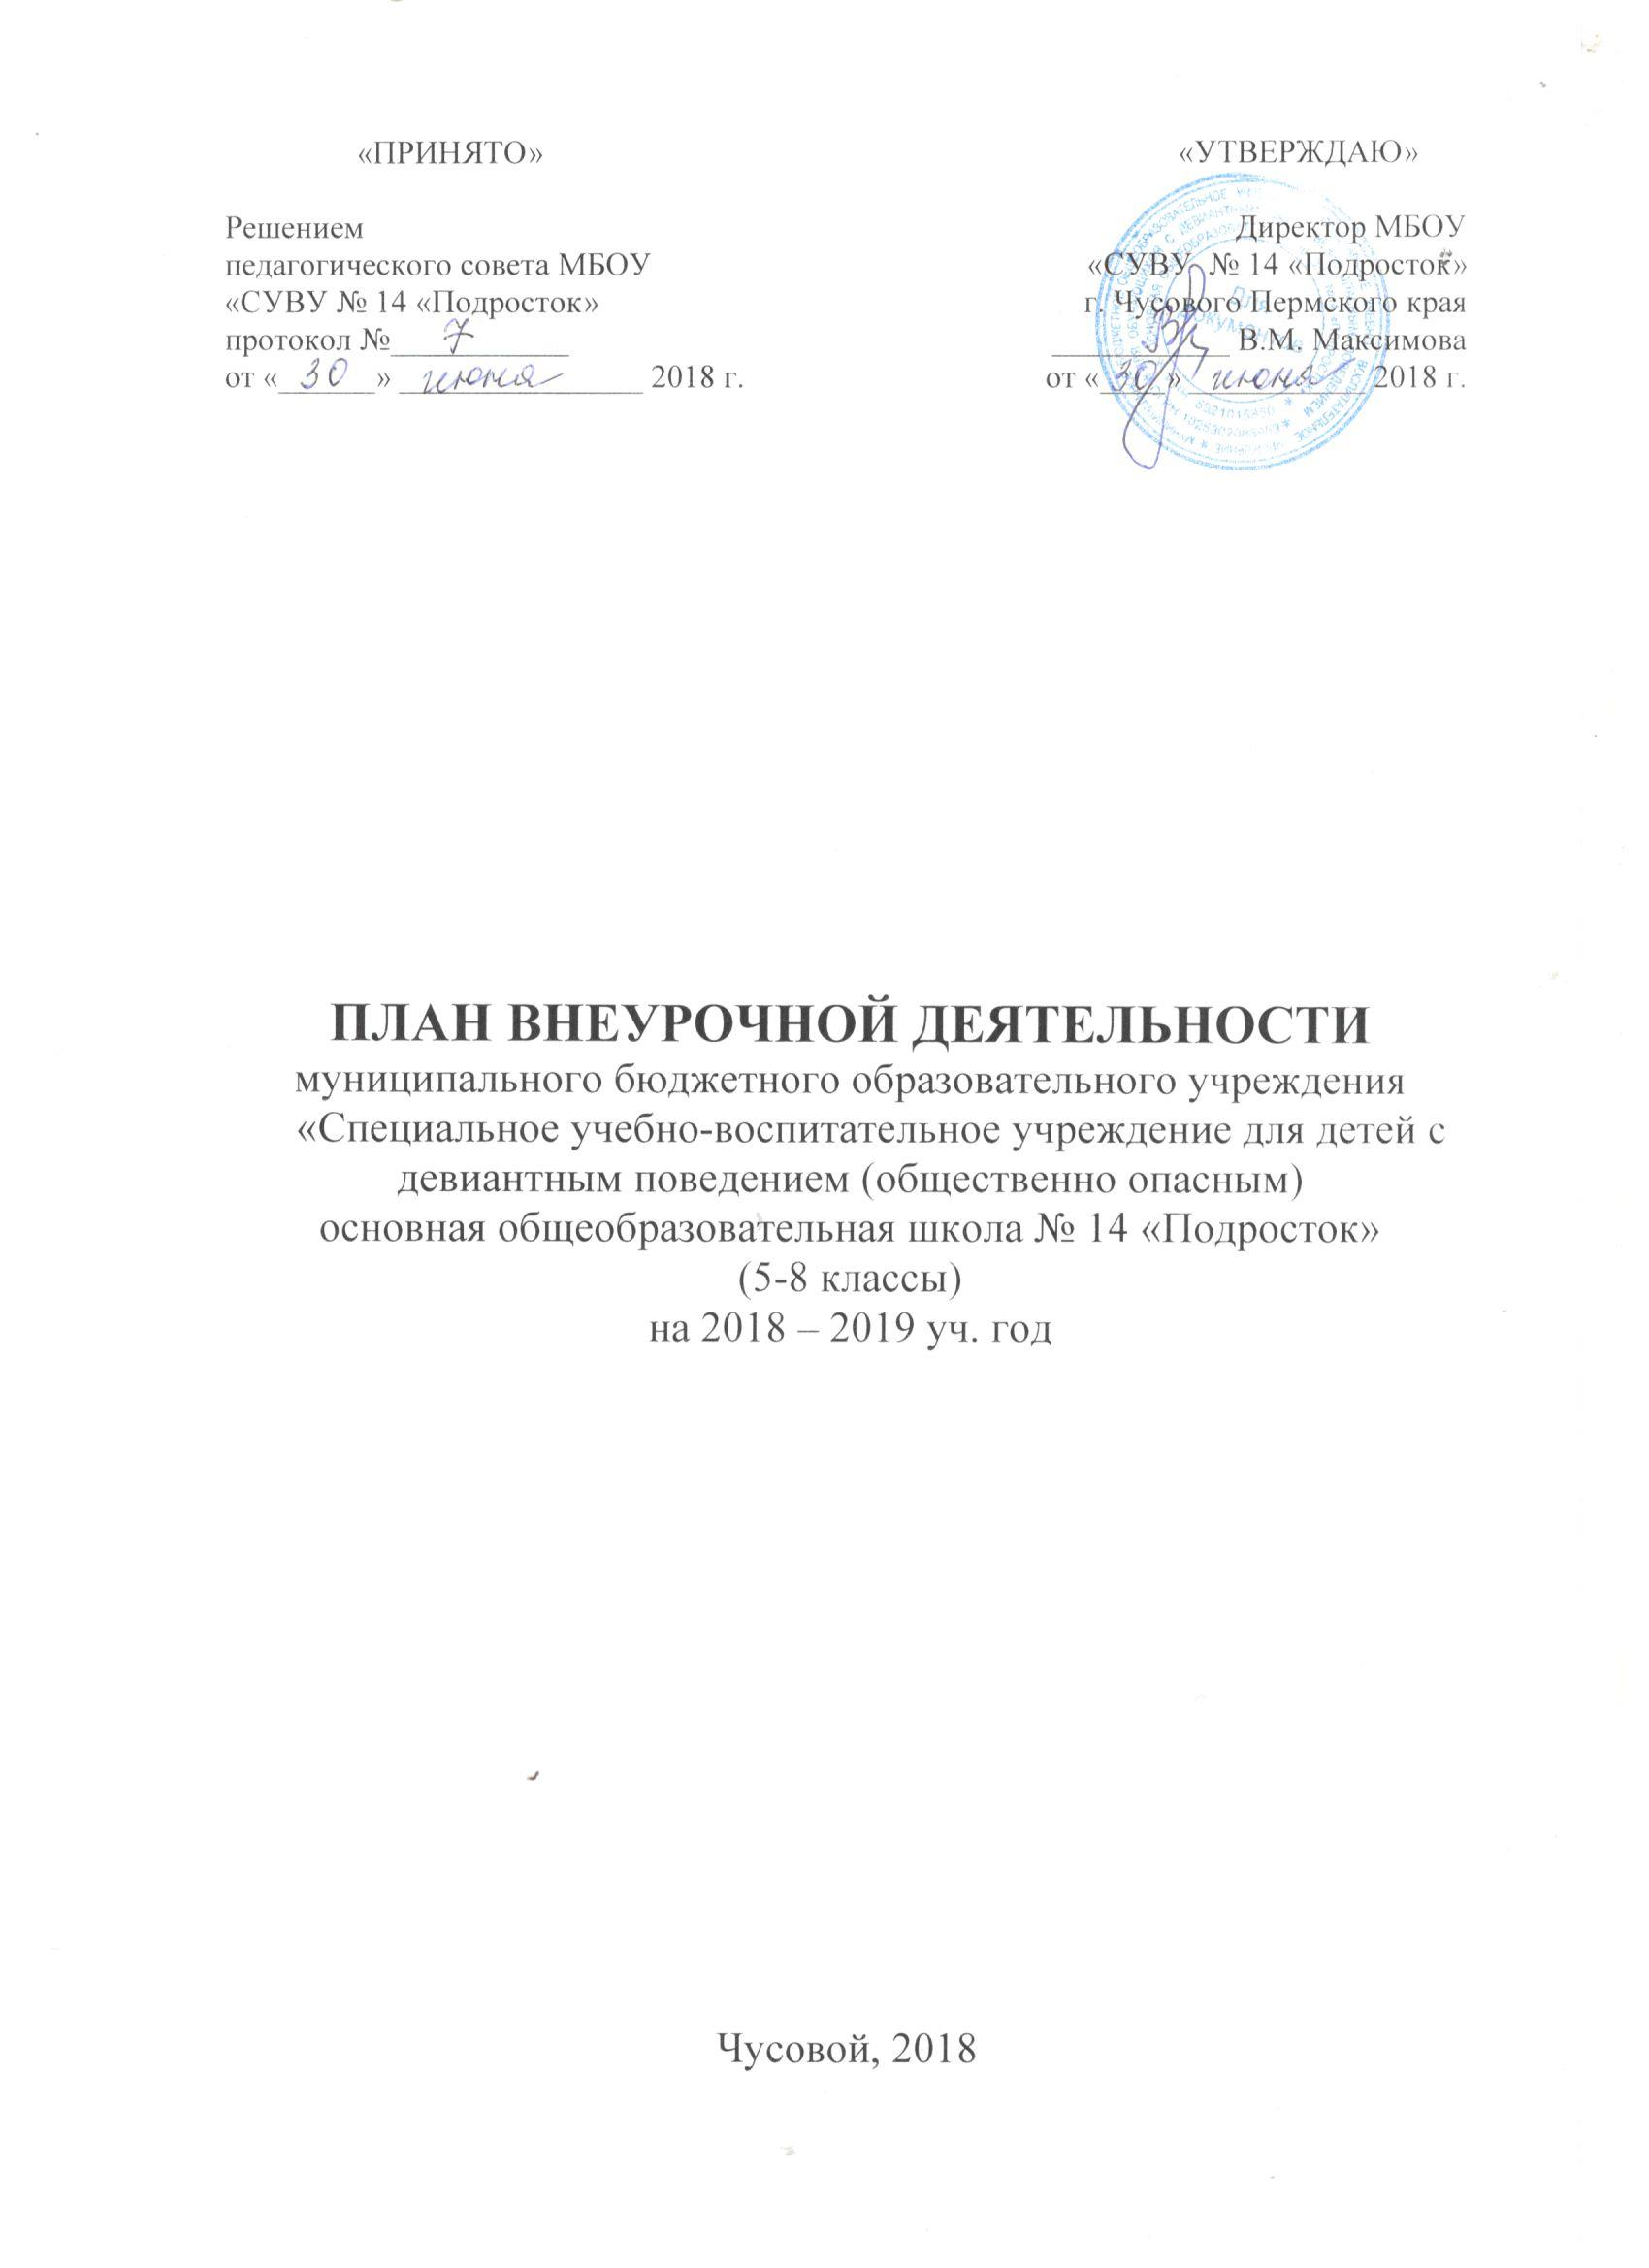 «ПРИНЯТО»
Решением
педагогического совета МБОУ
«СУВУ № 14 «Подросток»
протокол № 7
от « 30 » июня 2018 г.
«УТВЕРЖДАЮ»
Директор МБОУ
«СУВУ № 14 «Подросток»
г. Чусового Пермского края
В.М. Максимова
от « 30 » июня 2018 г.
ПЛАН ВНЕУРОЧНОЙ ДЕЯТЕЛЬНОСТИ
муниципального бюджетного образовательного учреждения
«Специальное учебно-воспитательное учреждение для детей с
девиантным поведением (общественно опасным)
основная общеобразовательная школа № 14 «Подросток»
(5-8 классы)
на 2018 – 2019 уч. год
Чусовой, 2018